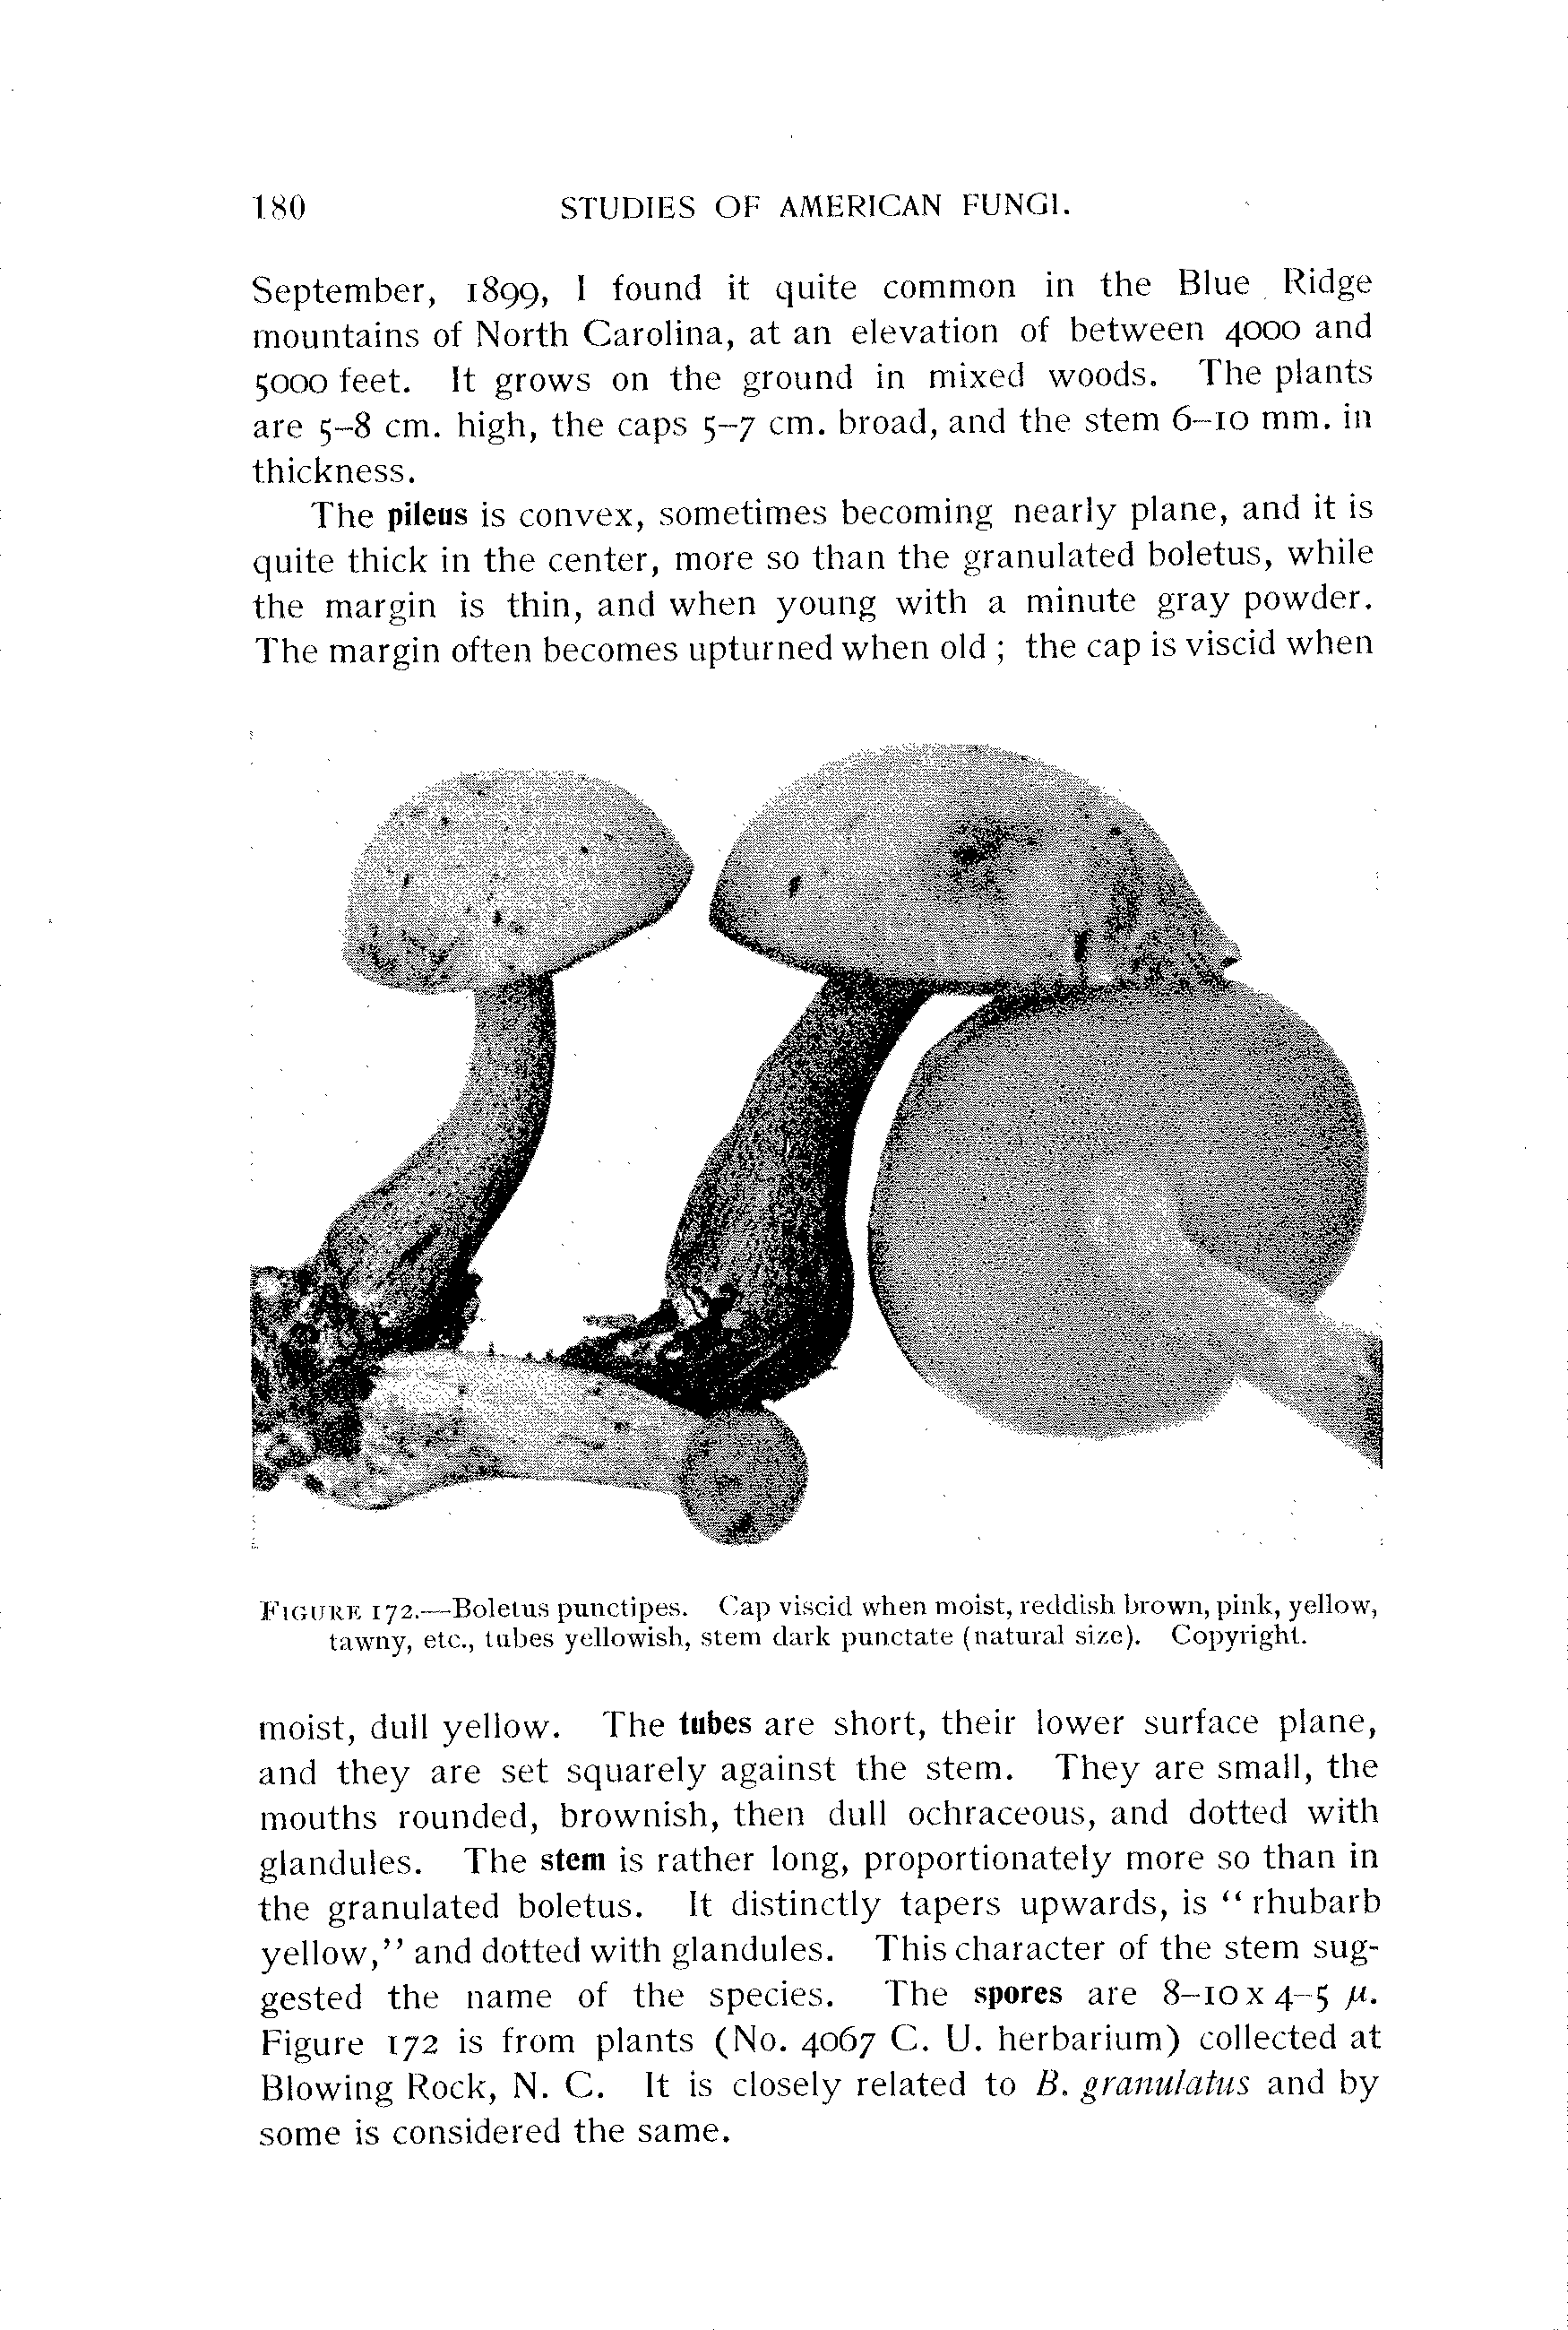 180 STUDIES OF AMERICAN FUNGI.
September, 1899, I found it quite common in the Blue Ridge
mountains of North Carolina, at an elevation of between 4000 and
5000 feet. It grows on the ground in mixed woods. The plants
are 5–8 cm. high, the caps 5–7 cm. broad, and the stem 6–10 mm. in
thickness.
The pileus is convex, sometimes becoming nearly plane, and it is
quite thick in the center, more so than the granulated boletus, while
the margin is thin, and when young with a minute gray powder.
The margin often becomes upturned when old ; the cap is viscid when
FIGURE 172.—Boletus punctipes. Cap viscid when moist, reddish brown, pink, yellow,
tawny, etc., tubes yellowish, stem dark punctate (natural size). Copyright.
moist, dull yellow. The tubes are short, their lower surface plane,
and they are set squarely against the stem. They are small, the
mouths rounded, brownish, then dull ochraceous, and dotted with
glandules. The stem is rather long, proportionately more so than in
the granulated boletus. It distinctly tapers upwards, is “ rhubarb
yellow,” and dotted with glandules. This character of the stem sug-
gested the name of the species. The spores are 8–10 x 4–5 µ.
Figure 172 is from plants (No. 4067 C. U. herbarium) collected at
Blowing Rock, N. C. It is closely related to B. granulatus and by
some is considered the same.